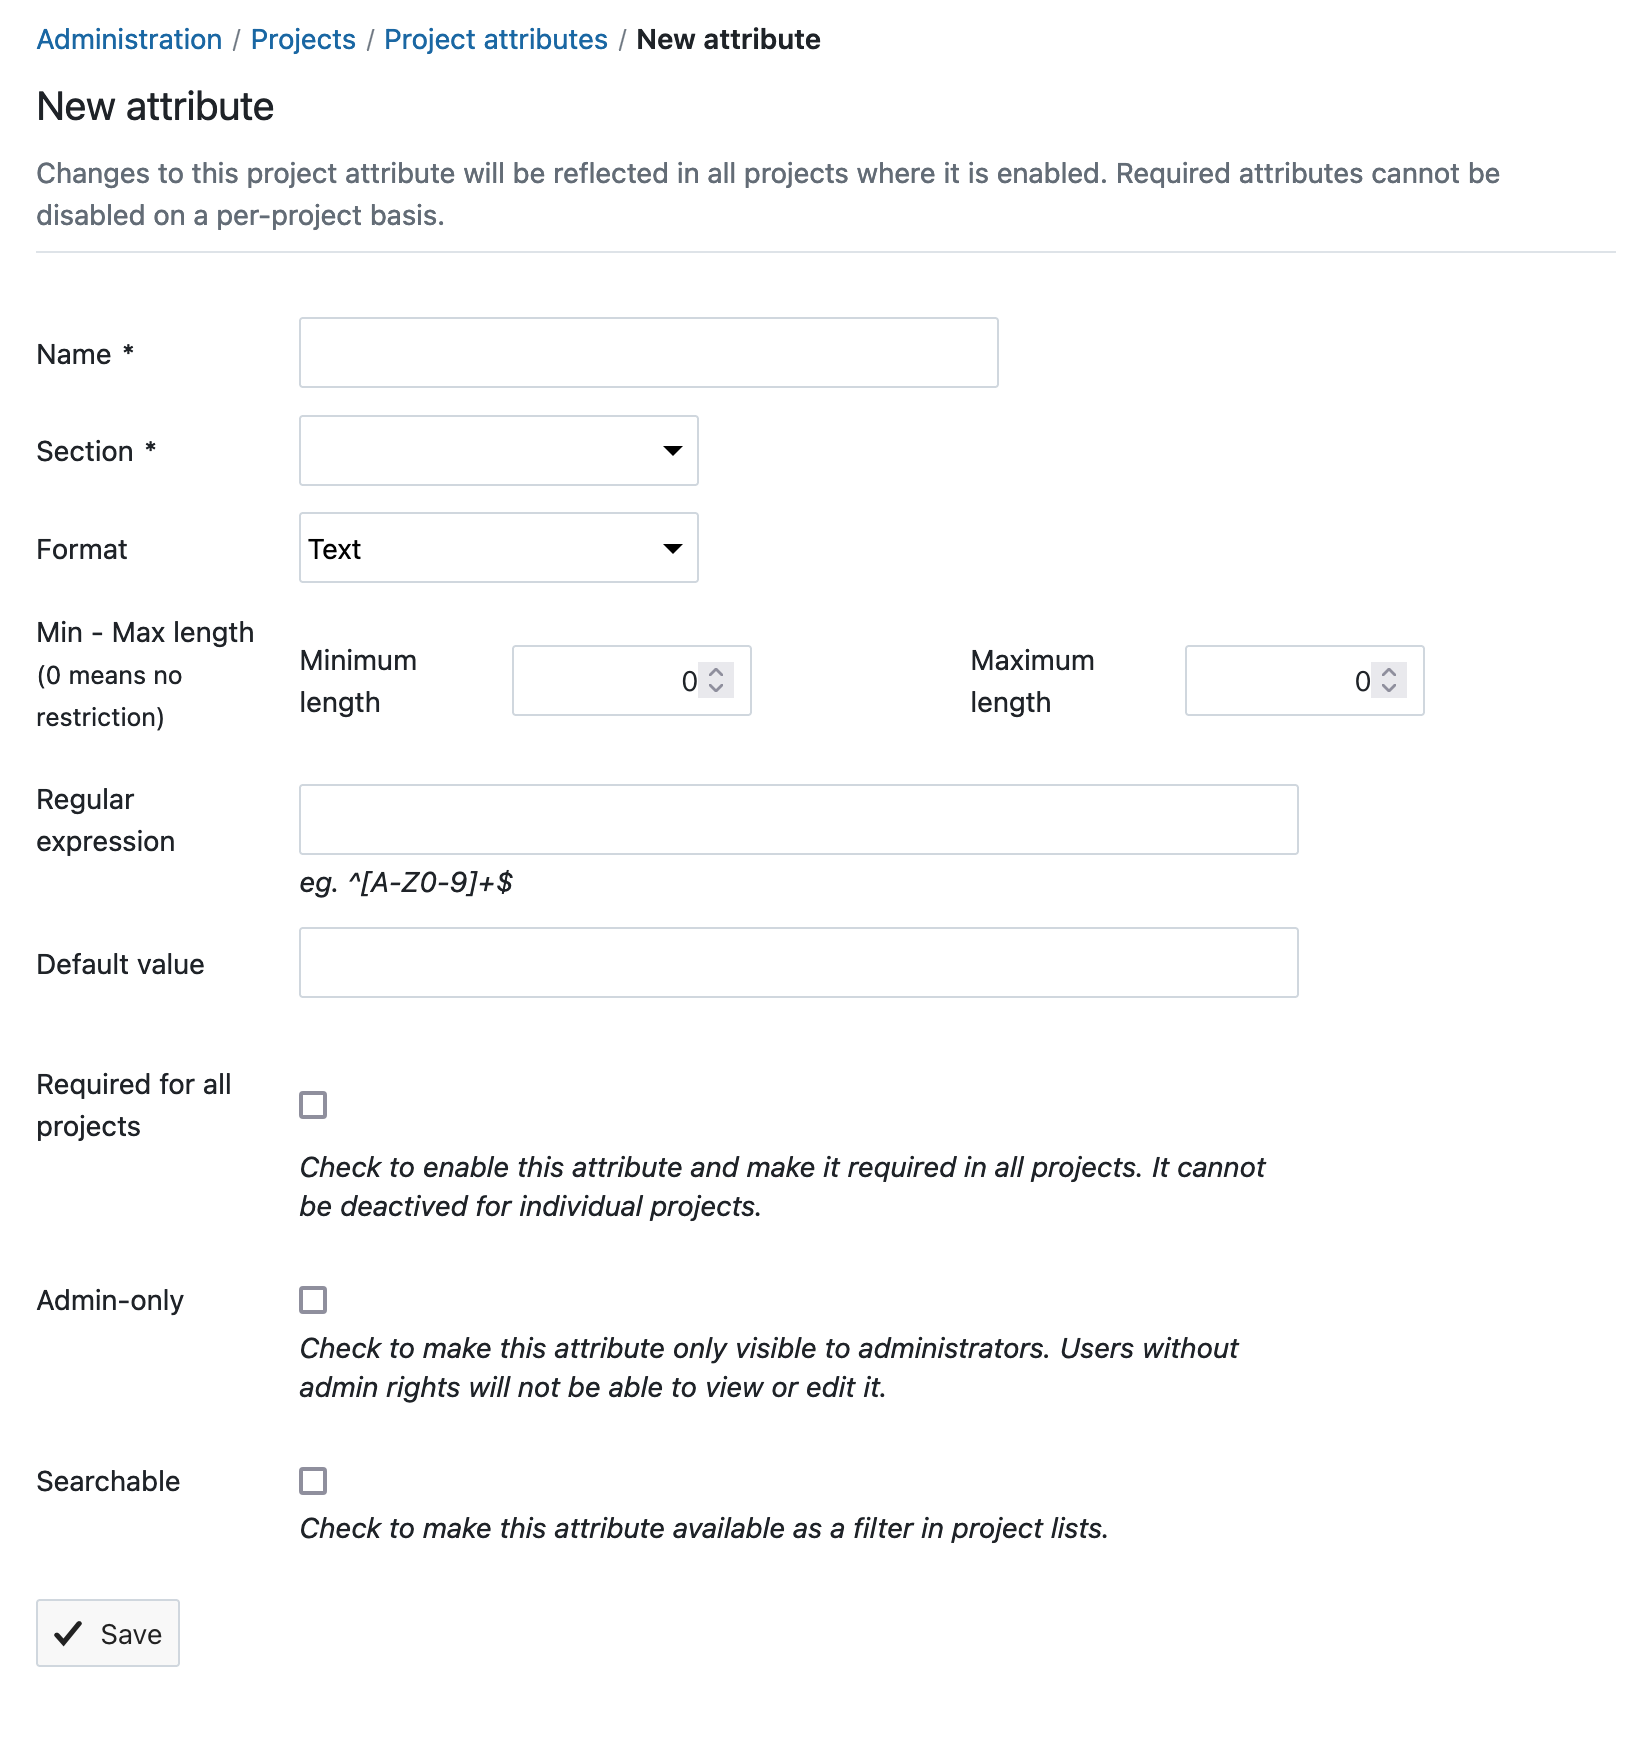 Administration / Projects / Project attributes / New attribute
New attribute
Changes to this project attribute will be reflected in all projects where it is enabled. Required attributes cannot be
disabled on a per-project basis.
Name *
Section *
Format
Text
Min - Max length
(0 means no
restriction)
Minimum
length
0
Maximum
length
0
Regular
expression
eg. ^[A-Z0-9]+$
Default value
Required for all
projects
Check to enable this attribute and make it required in all projects. It cannot
be deactived for individual projects.
Admin-only
Check to make this attribute only visible to administrators. Users without
admin rights will not be able to view or edit it.
Searchable
Check to make this attribute available as a filter in project lists.
Save